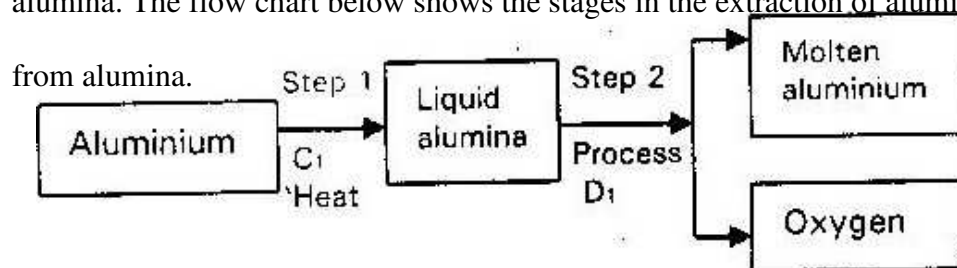 alumina. The flow chart below shows the stages in the extraction of alumi
from alumina.
Step 1
Step 2
Aluminium
C₁
'Heat
Liquid
alumina
Process
D₁
Molten
aluminium
Oxygen